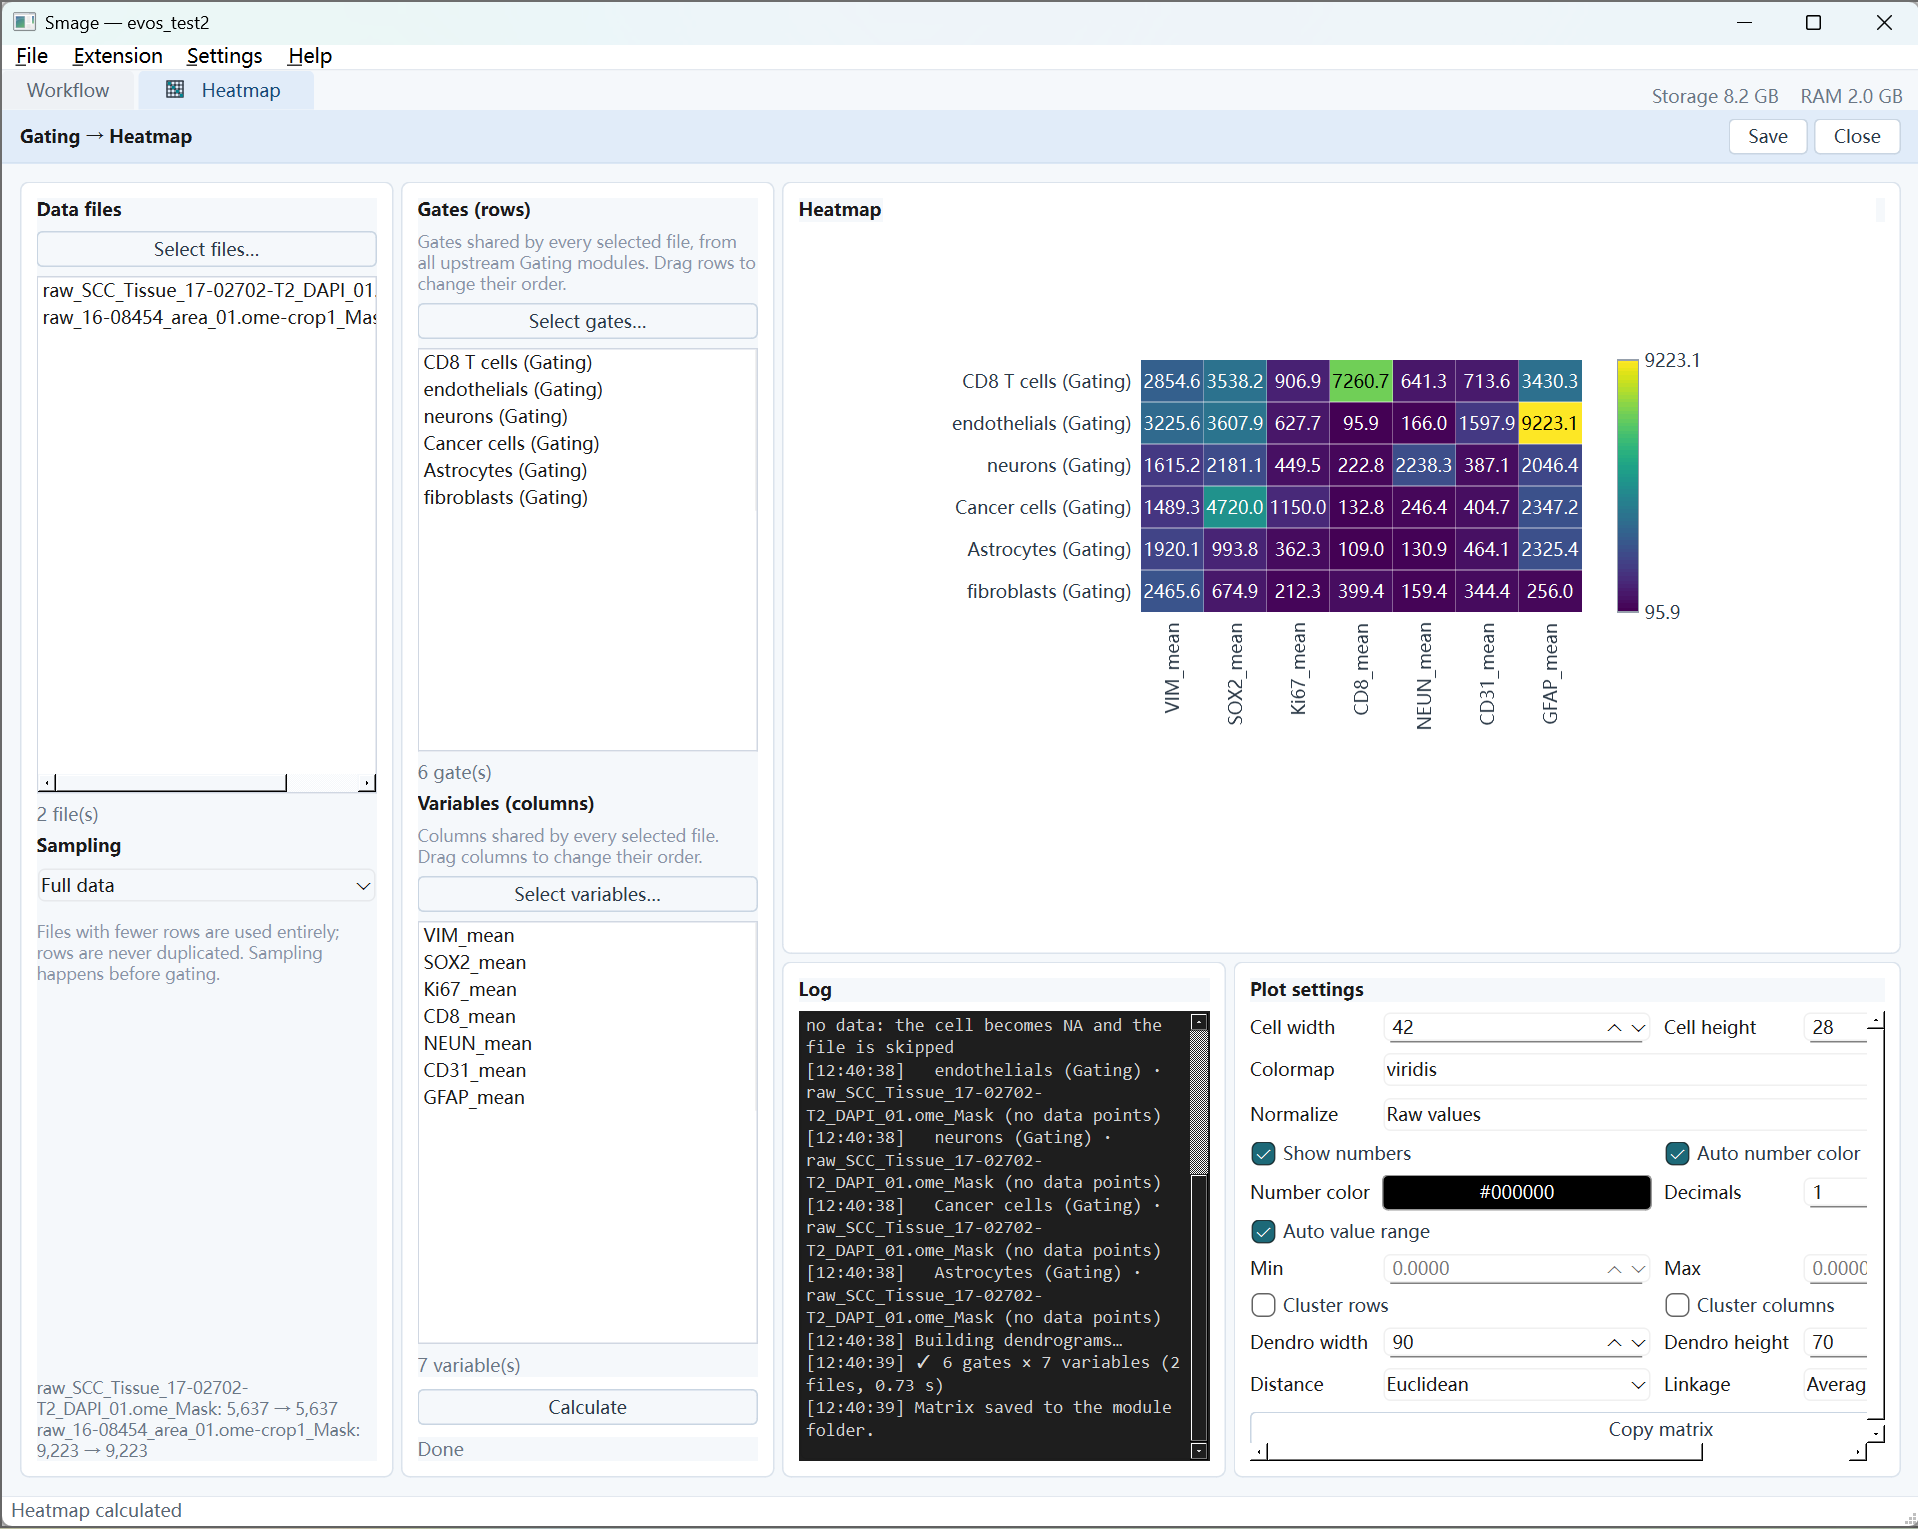 Smage — evos_test2
File Extension Settings Help
Workflow Heatmap
Storage 8.2 GB RAM 2.0 GB
Gating → Heatmap
Save Close
Data files
Select files...
raw_SCC_Tissue_17-02702-T2_DAPI_01.
raw_16-08454_area_01.ome-crop1_Mas
2 file(s)
Sampling
Full data
Files with fewer rows are used entirely;
rows are never duplicated. Sampling
happens before gating.
raw_SCC_Tissue_17-02702-
T2_DAPI_01.ome_Mask: 5,637 → 5,637
raw_16-08454_area_01.ome-crop1_Mask:
9,223 → 9,223
Gates (rows)
Gates shared by every selected file, from
all upstream Gating modules. Drag rows to
change their order.
Select gates...
CD8 T cells (Gating)
endothelials (Gating)
neurons (Gating)
Cancer cells (Gating)
Astrocytes (Gating)
fibroblasts (Gating)
6 gate(s)
Variables (columns)
Columns shared by every selected file.
Drag columns to change their order.
Select variables...
VIM_mean
SOX2_mean
Ki67_mean
CD8_mean
NEUN_mean
CD31_mean
GFAP_mean
7 variable(s)
Calculate
Done
Heatmap
CD8 T cells (Gating) 2854.6 3538.2 906.9 7260.7 641.3 713.6 3430.3
endothelials (Gating) 3225.6 3607.9 627.7 95.9 166.0 1597.9 9223.1
neurons (Gating) 1615.2 2181.1 449.5 222.8 2238.3 387.1 2046.4
Cancer cells (Gating) 1489.3 4720.0 1150.0 132.8 246.4 404.7 2347.2
Astrocytes (Gating) 1920.1 993.8 362.3 109.0 130.9 464.1 2325.4
fibroblasts (Gating) 2465.6 674.9 212.3 399.4 159.4 344.4 256.0
VIM_mean SOX2_mean Ki67_mean CD8_mean NEUN_mean CD31_mean GFAP_mean
9223.1
95.9
Log
no data: the cell becomes NA and the
file is skipped
[12:40:38] endothelials (Gating) ·
raw_SCC_Tissue_17-02702-
T2_DAPI_01.ome_Mask (no data points)
[12:40:38] neurons (Gating) ·
raw_SCC_Tissue_17-02702-
T2_DAPI_01.ome_Mask (no data points)
[12:40:38] Cancer cells (Gating) ·
raw_SCC_Tissue_17-02702-
T2_DAPI_01.ome_Mask (no data points)
[12:40:38] Astrocytes (Gating) ·
raw_SCC_Tissue_17-02702-
T2_DAPI_01.ome_Mask (no data points)
[12:40:38] Building dendrograms…
[12:40:39] ✓ 6 gates × 7 variables (2
files, 0.73 s)
[12:40:39] Matrix saved to the module
folder.
Plot settings
Cell width 42 Cell height 28
Colormap viridis
Normalize Raw values
Show numbers Auto number color
Number color #000000 Decimals 1
Auto value range
Min 0.0000 Max 0.0000
Cluster rows Cluster columns
Dendro width 90 Dendro height 70
Distance Euclidean Linkage Averag
Copy matrix
Heatmap calculated